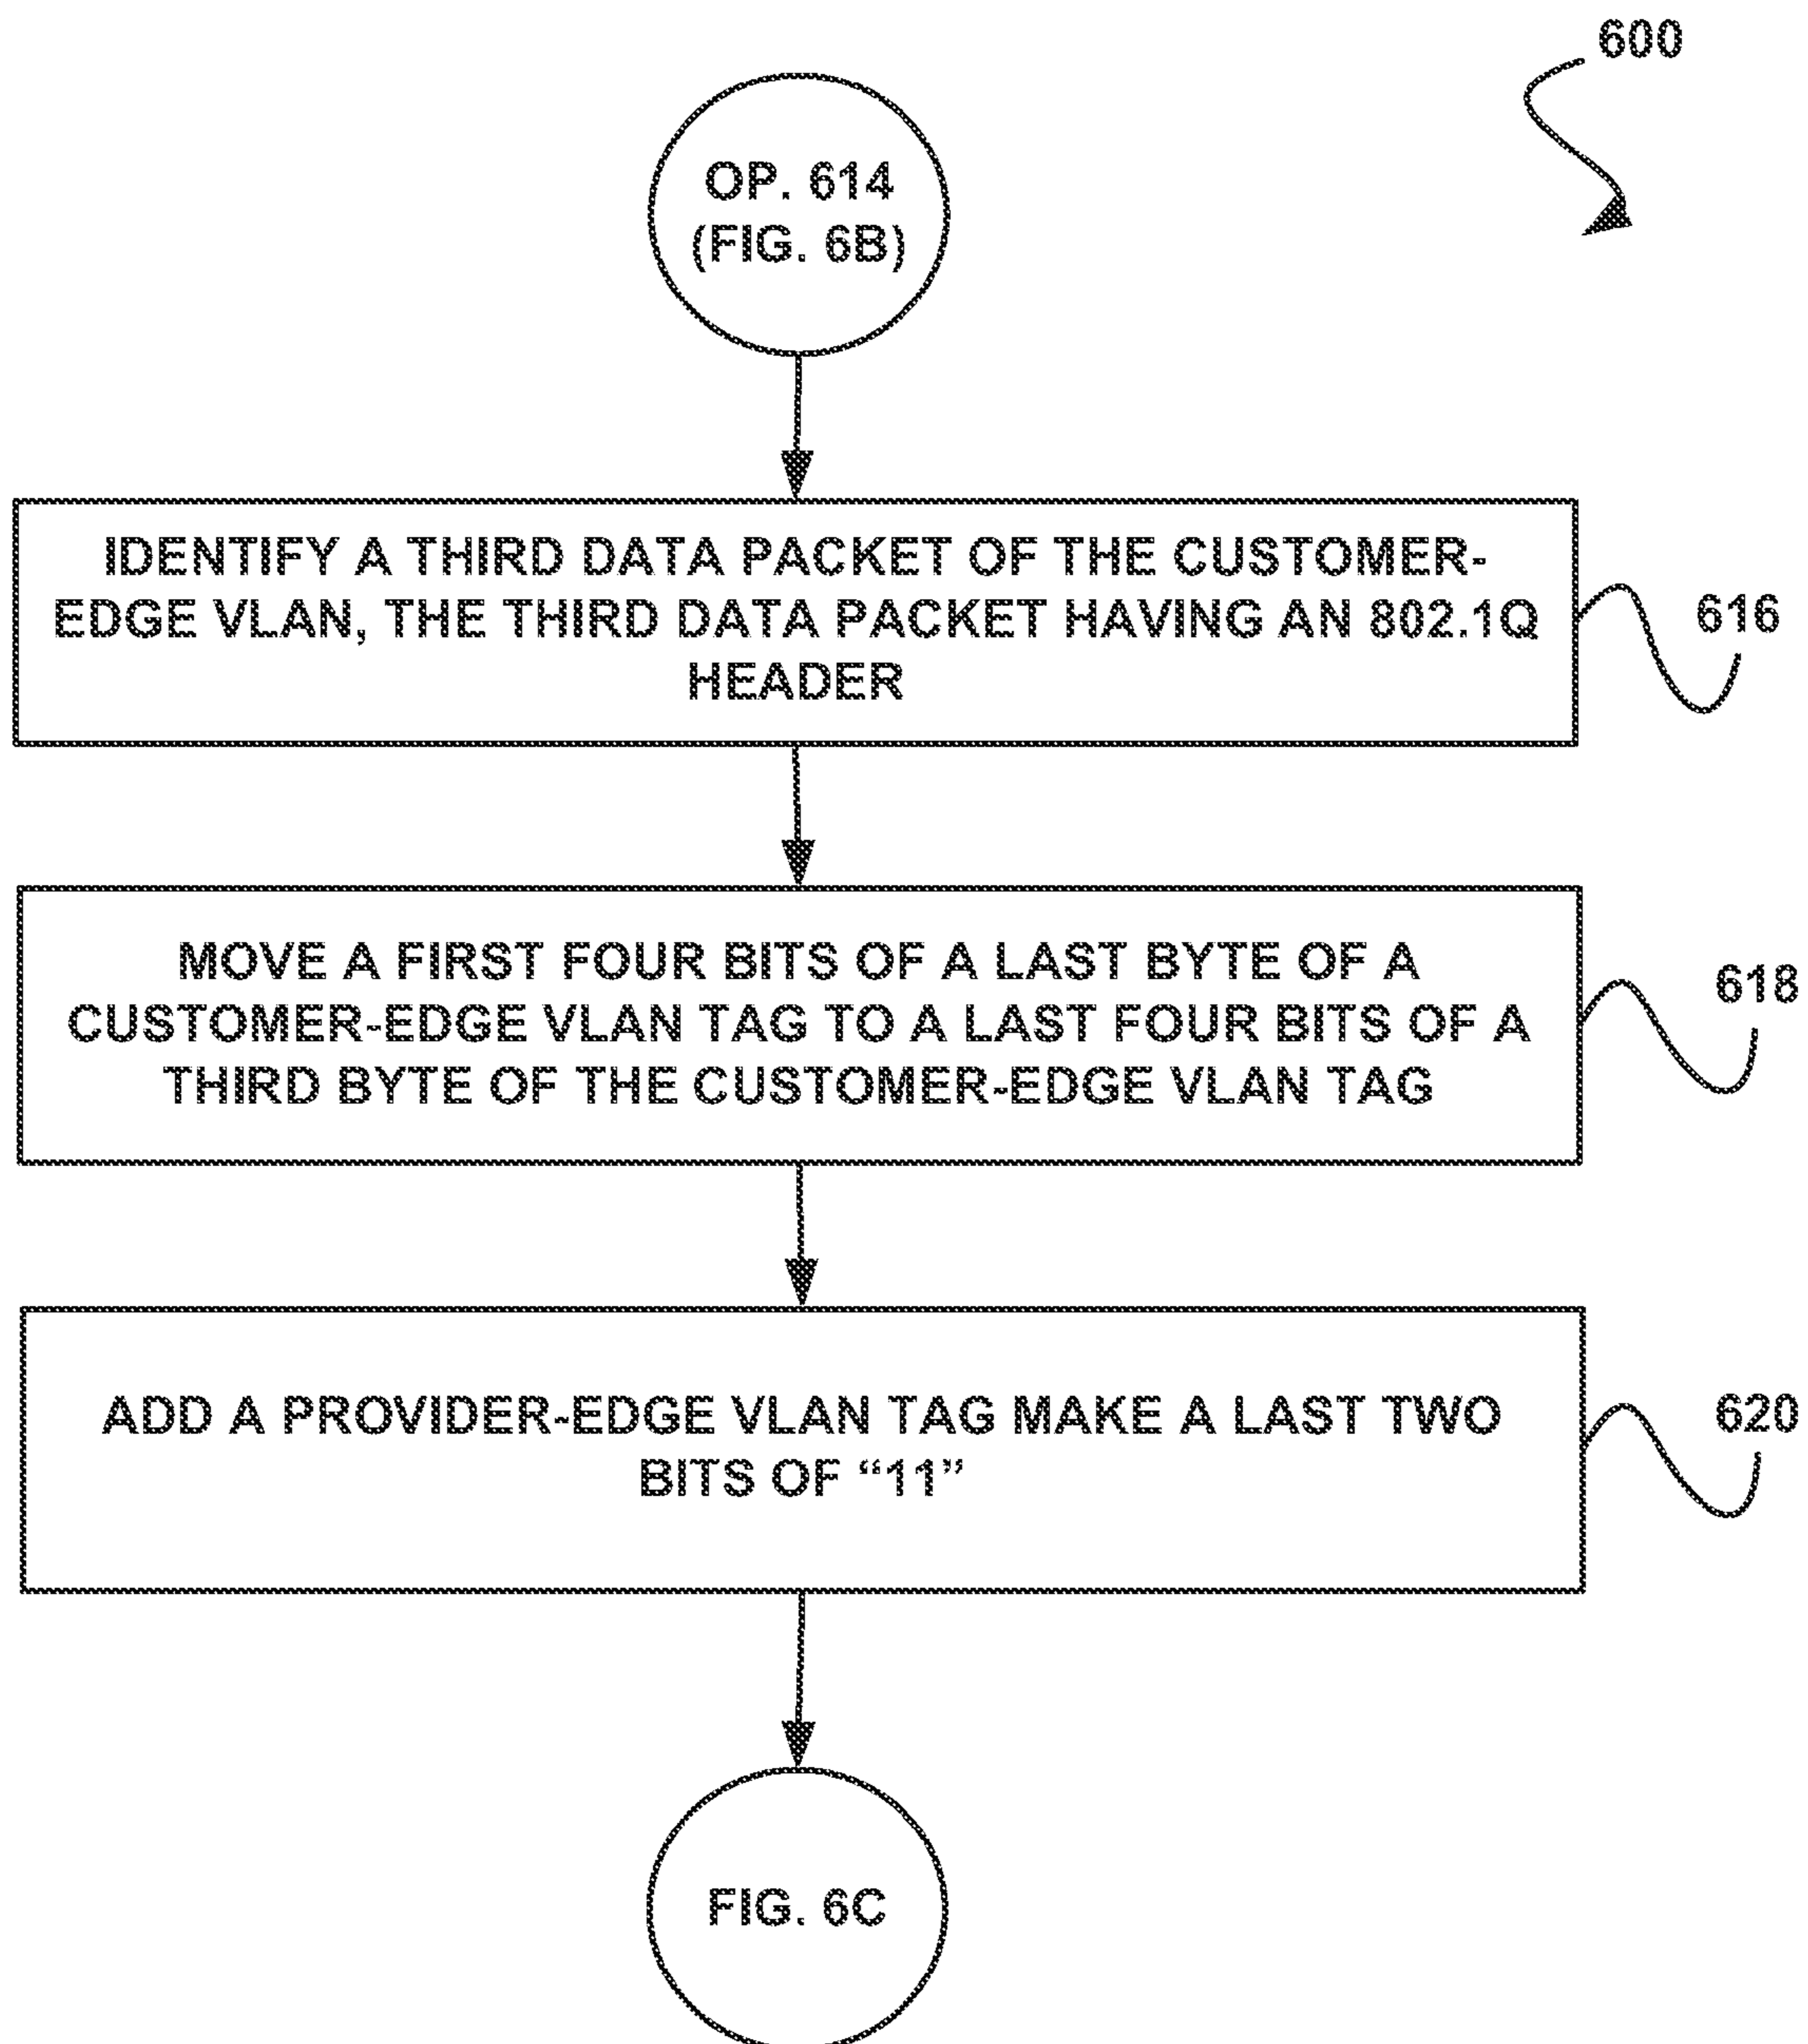 600
OP. 614
(FIG. 6B)
IDENTIFY A THIRD DATA PACKET OF THE CUSTOMER-
EDGE VLAN, THE THIRD DATA PACKET HAVING AN 802.1Q
HEADER
616
MOVE A FIRST FOUR BITS OF A LAST BYTE OF A
CUSTOMER-EDGE VLAN TAG TO A LAST FOUR BITS OF A
THIRD BYTE OF THE CUSTOMER-EDGE VLAN TAG
618
ADD A PROVIDER-EDGE VLAN TAG MAKE A LAST TWO
BITS OF “11”
620
FIG. 6C